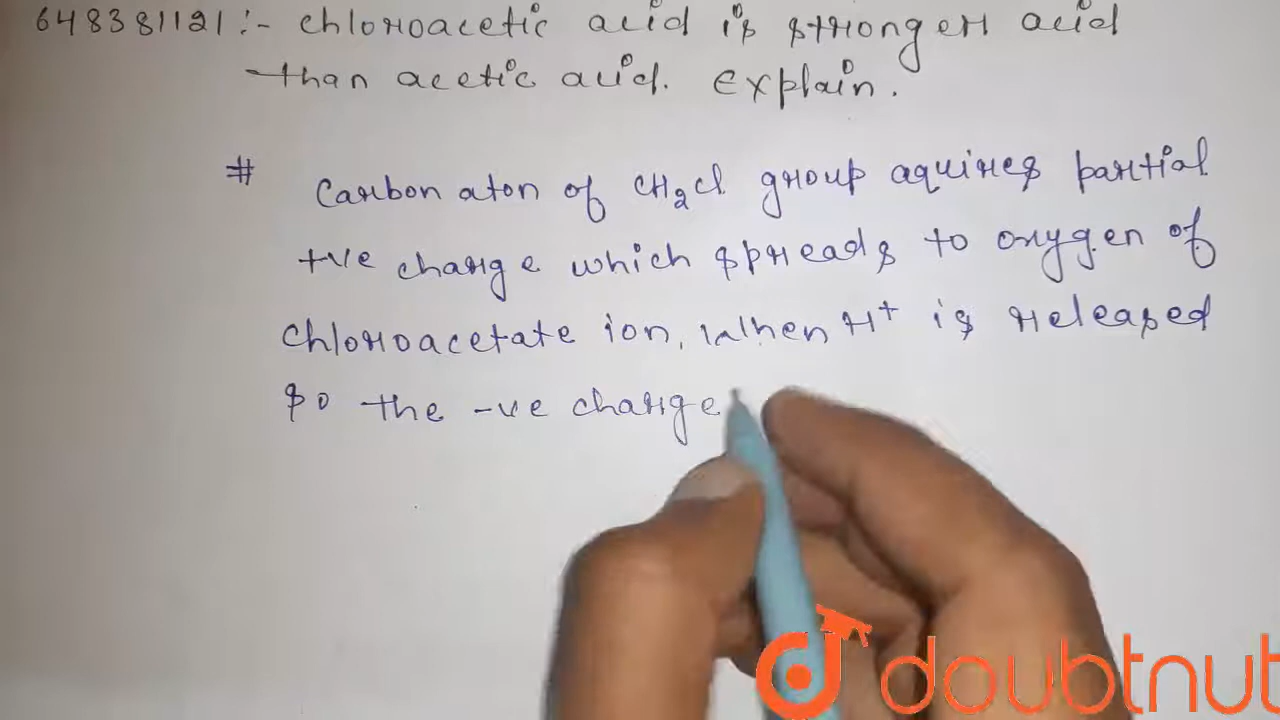 648381121 :- chloroacetic acid is stronger acid
than acetic acid. Explain.
# Carbon aton of CH₂Cl group aquires partial
+ve charge which spreads to oxygen of
chloroacetate ion, When H⁺ is released
so the -ve charge
doubtnut